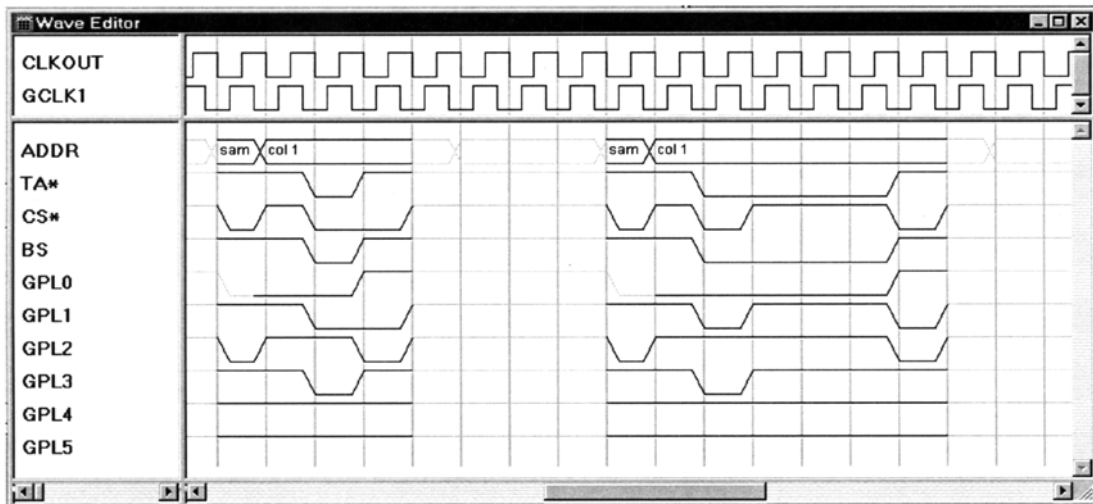 Wave Editor
CLKOUT
GCLK1
ADDR
sam col 1 sam col 1
TA*
CS*
BS
GPL0
GPL1
GPL2
GPL3
GPL4
GPL5